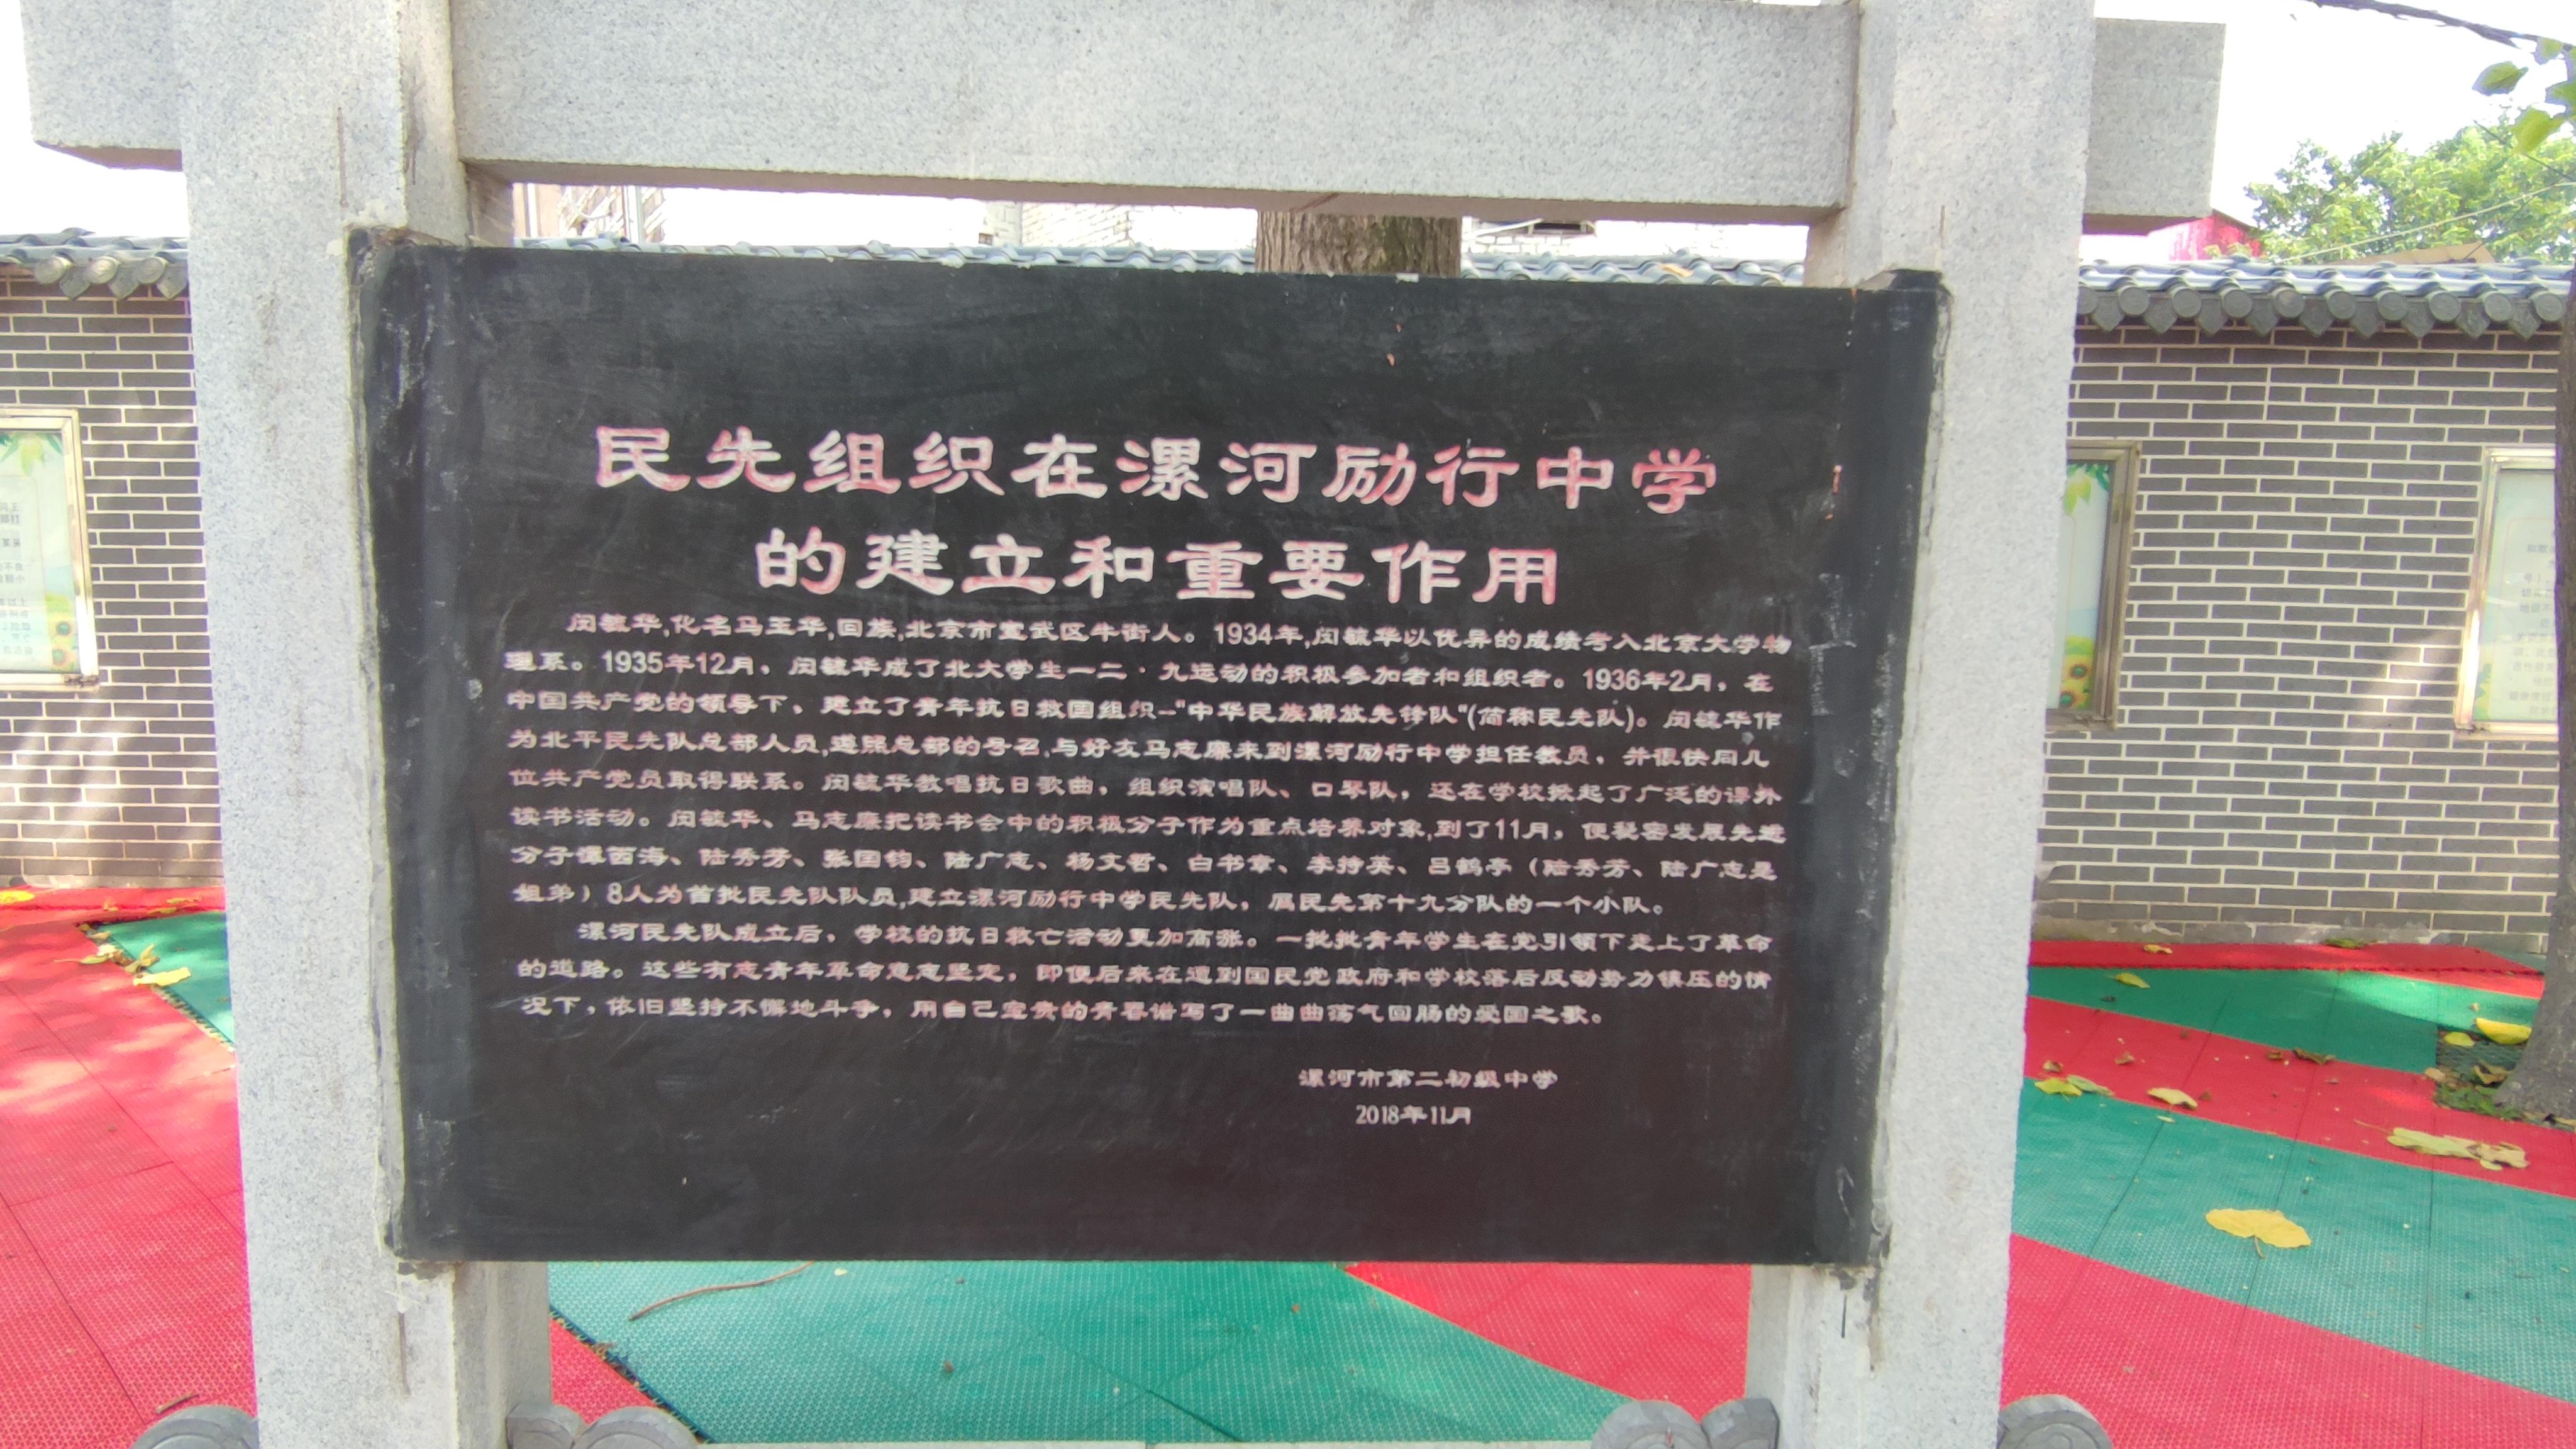 民先组织在漯河励行中学
的建立和重要作用
闵毓华,化名马玉华,回族,北京市宣武区牛街人。1934年,闵毓华以优异的成绩考入北京大学物
理系。1935年12月，闵毓华成了北大学生一二·九运动的积极参加者和组织者。1936年2月，在
中国共产党的领导下，建立了青年抗日救国组织--"中华民族解放先锋队"(简称民先队)。闵毓华作
为北平民先队总部人员,遵照总部的号召,与好友马志廉来到漯河励行中学担任教员，并很快同几
位共产党员取得联系。闵毓华教唱抗日歌曲，组织演唱队、口琴队，还在学校掀起了广泛的课外
读书活动。闵毓华、马志廉把读书会中的积极分子作为重点培养对象,到了11月，便秘密发展先进
分子谭西海、陆秀芳、张国钧、陆广志、杨文哲、白书章、李持英、吕鹤亭（陆秀芳、陆广志是
姐弟）8人为首批民先队队员,建立漯河励行中学民先队，属民先第十九分队的一个小队。
漯河民先队成立后，学校的抗日救亡活动更加高涨。一批批青年学生在党引领下走上了革命
的道路。这些有志青年革命意志坚定，即便后来在遭到国民党政府和学校落后反动势力镇压的情
况下，依旧坚持不懈地斗争，用自己宝贵的青春谱写了一曲曲荡气回肠的爱国之歌。
漯河市第二初级中学
2018年11月